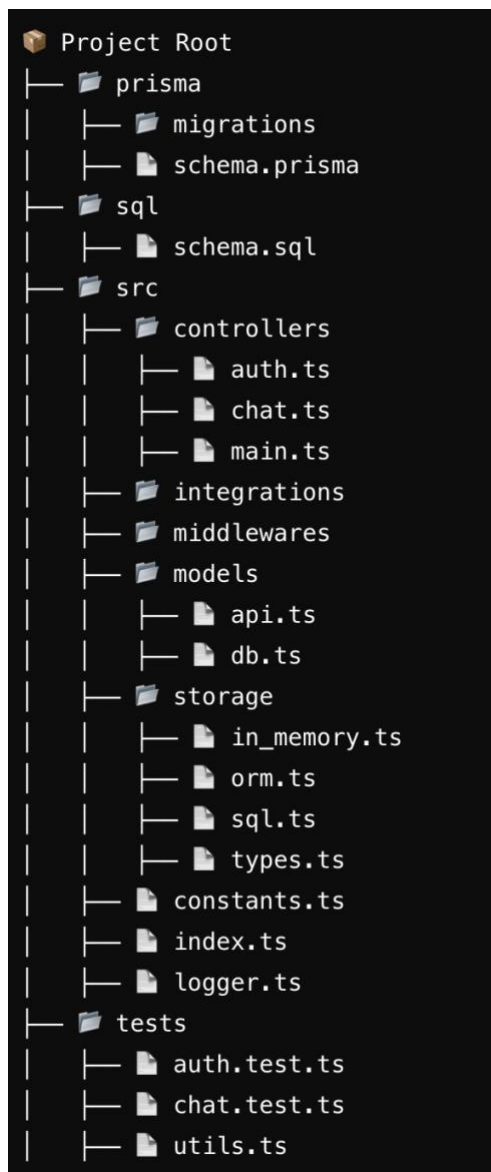 📦 Project Root
├── 📂 prisma
│   ├── 📂 migrations
│   ├── 📄 schema.prisma
├── 📂 sql
│   ├── 📄 schema.sql
├── 📂 src
│   ├── 📂 controllers
│   │   ├── 📄 auth.ts
│   │   ├── 📄 chat.ts
│   │   ├── 📄 main.ts
│   ├── 📂 integrations
│   ├── 📂 middlewares
│   ├── 📂 models
│   │   ├── 📄 api.ts
│   │   ├── 📄 db.ts
│   ├── 📂 storage
│   │   ├── 📄 in_memory.ts
│   │   ├── 📄 orm.ts
│   │   ├── 📄 sql.ts
│   │   ├── 📄 types.ts
│   ├── 📄 constants.ts
│   ├── 📄 index.ts
│   ├── 📄 logger.ts
├── 📂 tests
│   ├── 📄 auth.test.ts
│   ├── 📄 chat.test.ts
│   ├── 📄 utils.ts